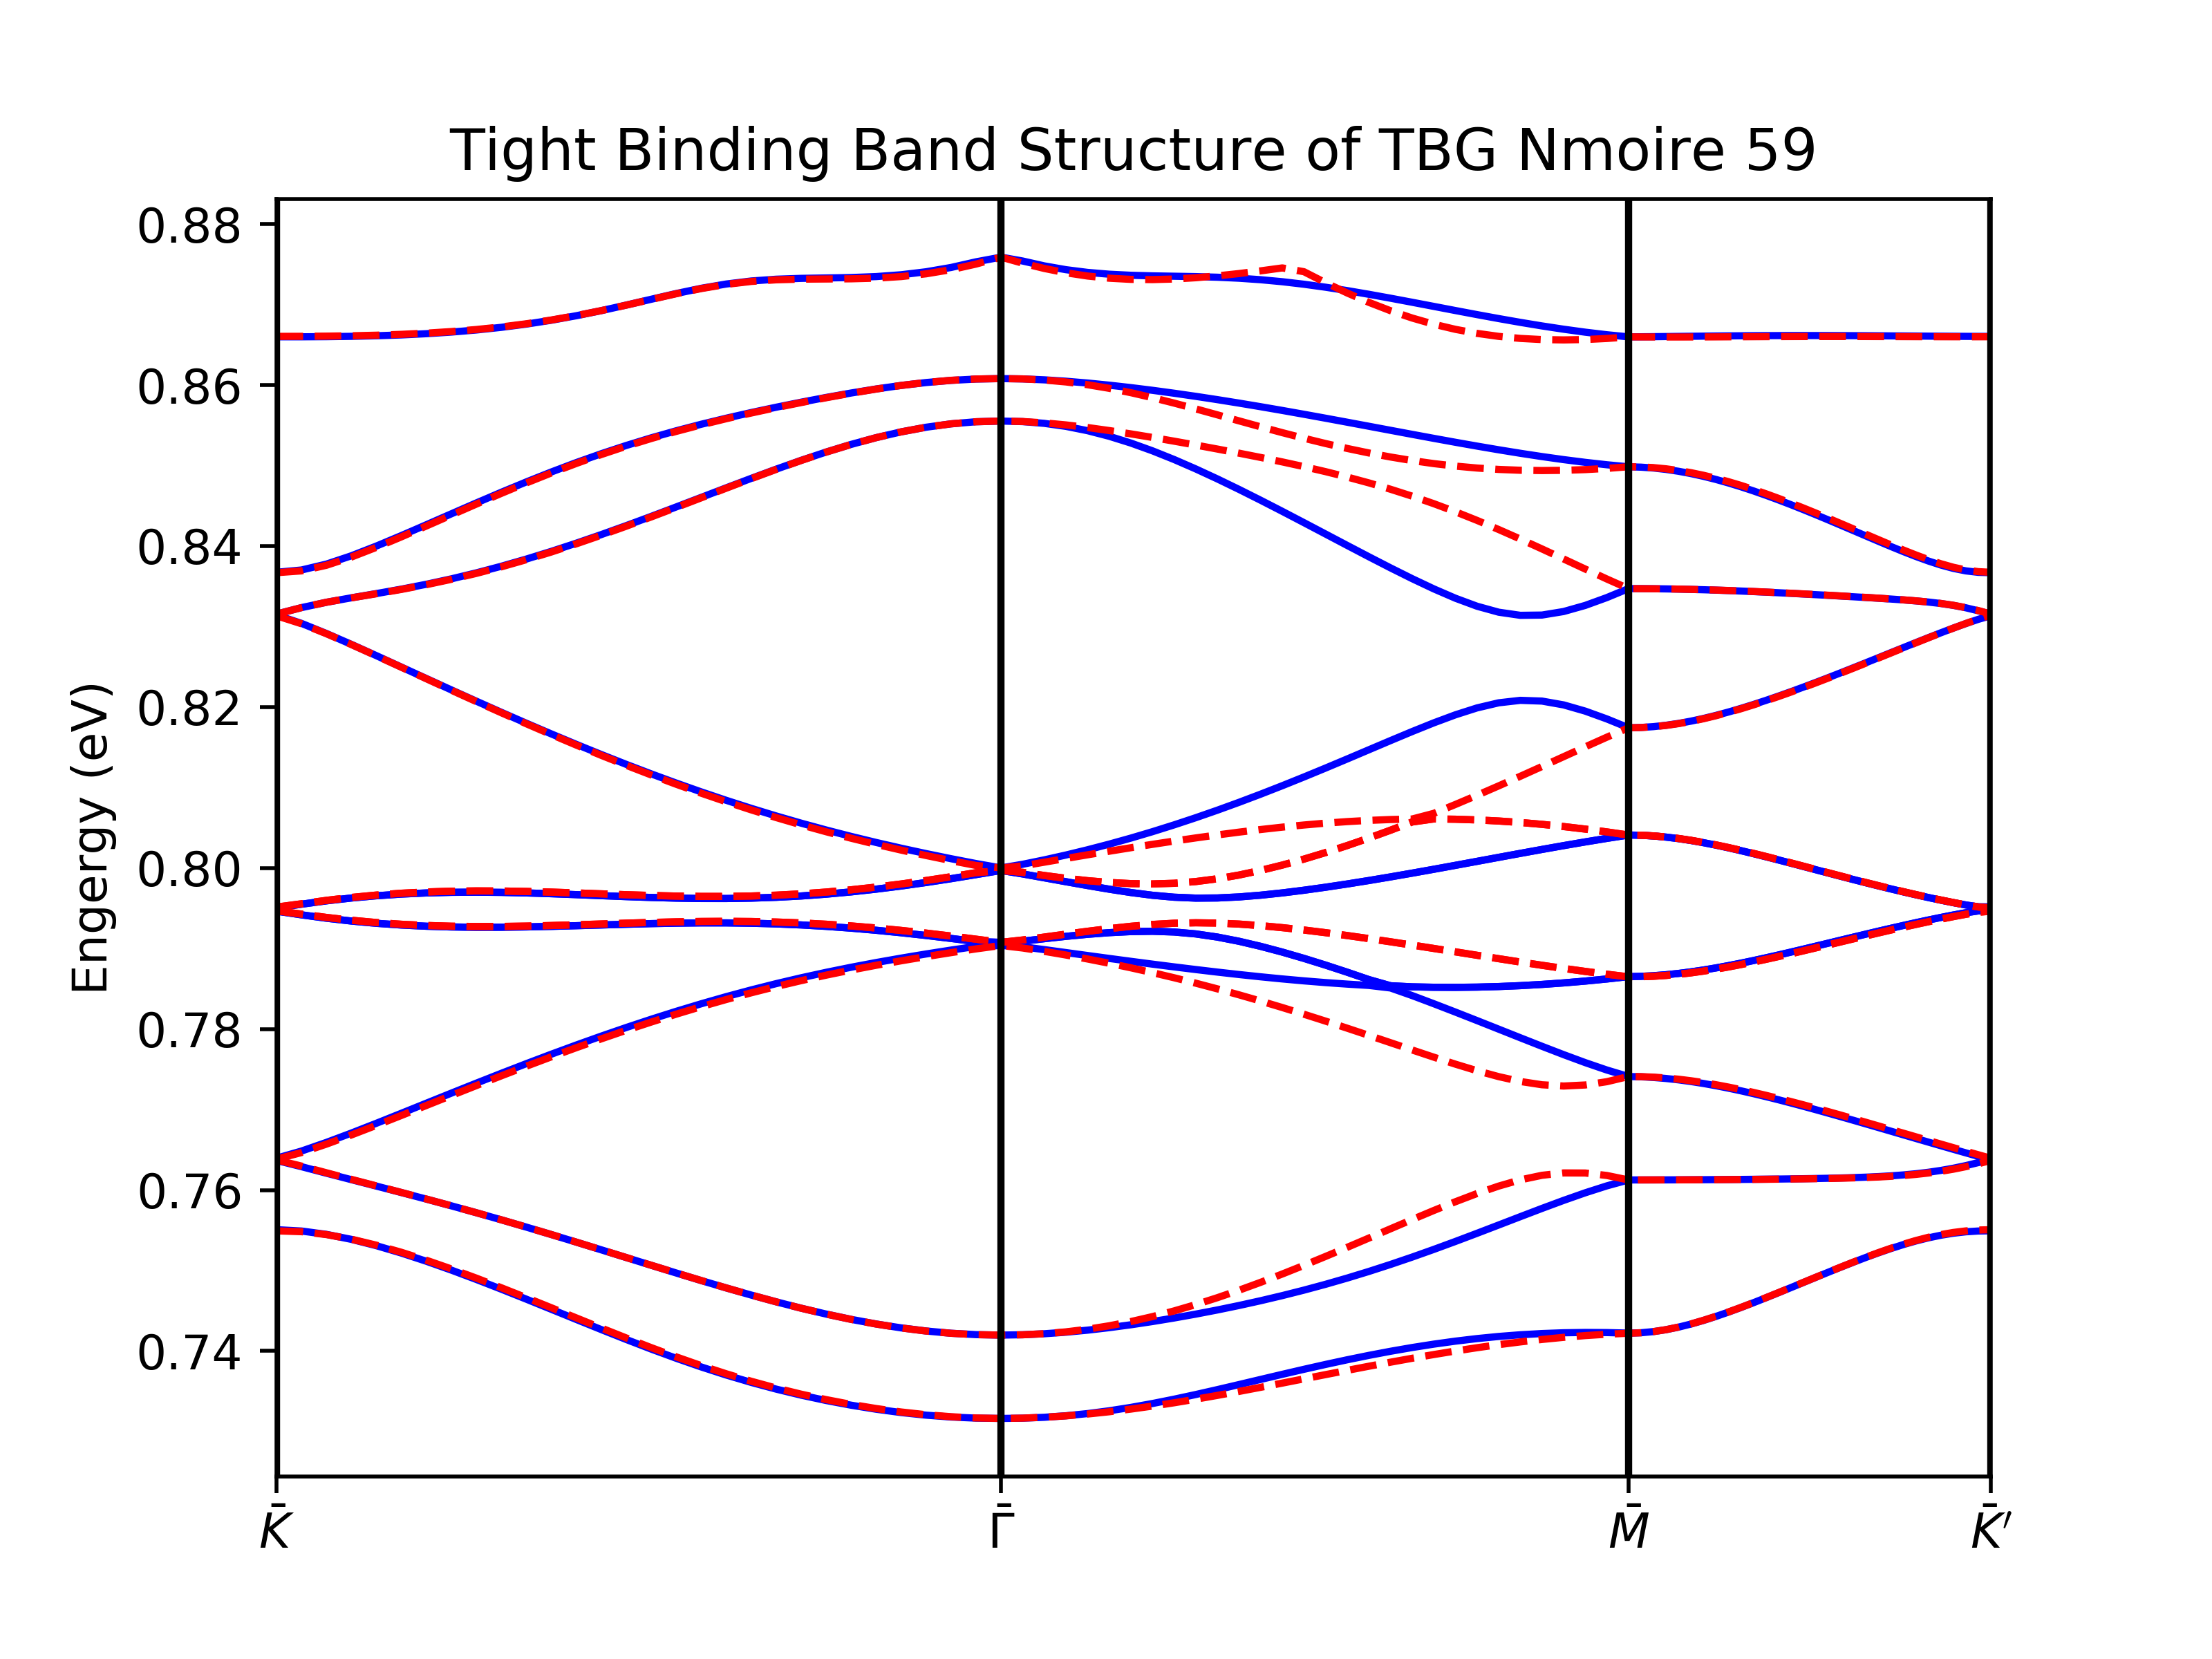 Tight Binding Band Structure of TBG Nmoire 59
Engergy (eV)
0.88
0.86
0.84
0.82
0.80
0.78
0.76
0.74
K̄ Γ̄ M̄ K̄′